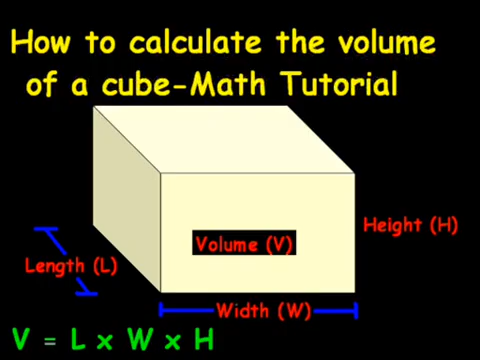 How to calculate the volume
of a cube-Math Tutorial
Height (H)
Volume (V)
Length (L)
Width (W)
V = L x W x H